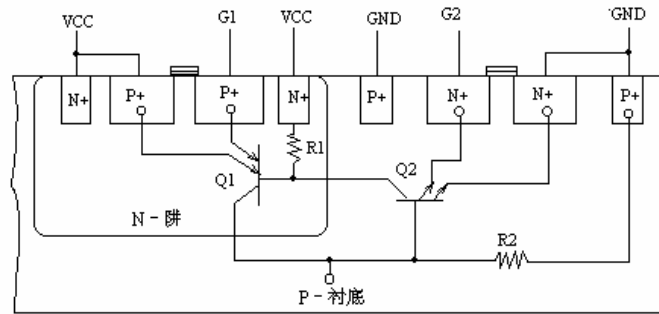 VCC G1 VCC GND G2 GND
N+ P+ P+ N+ P+ N+ N+ P+
R1
Q1 Q2
N-阱
R2
P-衬底